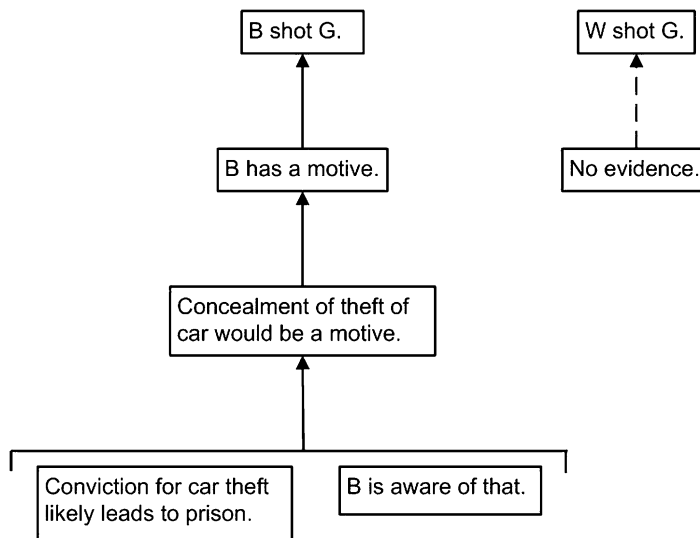 B shot G.
W shot G.
B has a motive.
No evidence.
Concealment of theft of
car would be a motive.
Conviction for car theft
likely leads to prison.
B is aware of that.